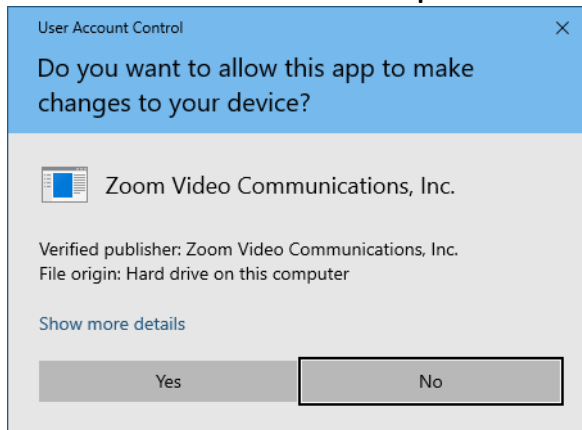 User Account Control
Do you want to allow this app to make
changes to your device?
Zoom Video Communications, Inc.
Verified publisher: Zoom Video Communications, Inc.
File origin: Hard drive on this computer
Show more details
Yes
No